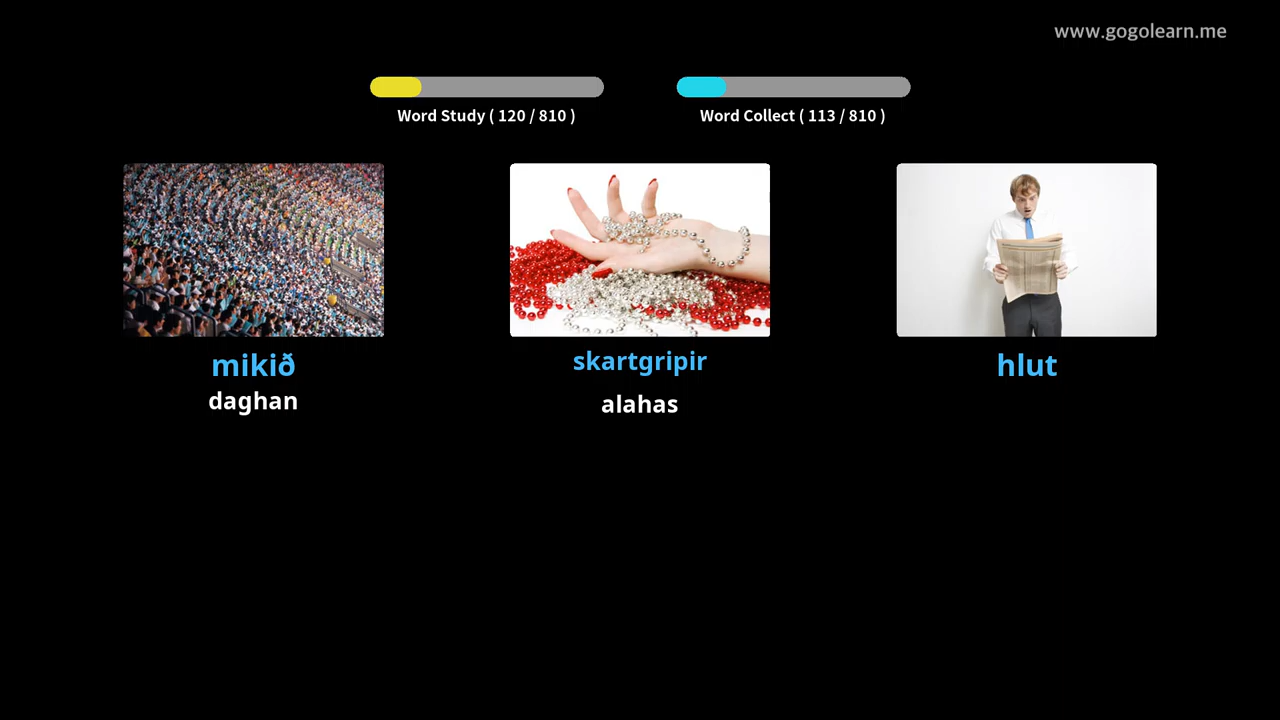 www.gogolearn.me
Word Study ( 120 / 810 )
Word Collect ( 113 / 810 )
mikið
daghan
skartgripir
alahas
hlut